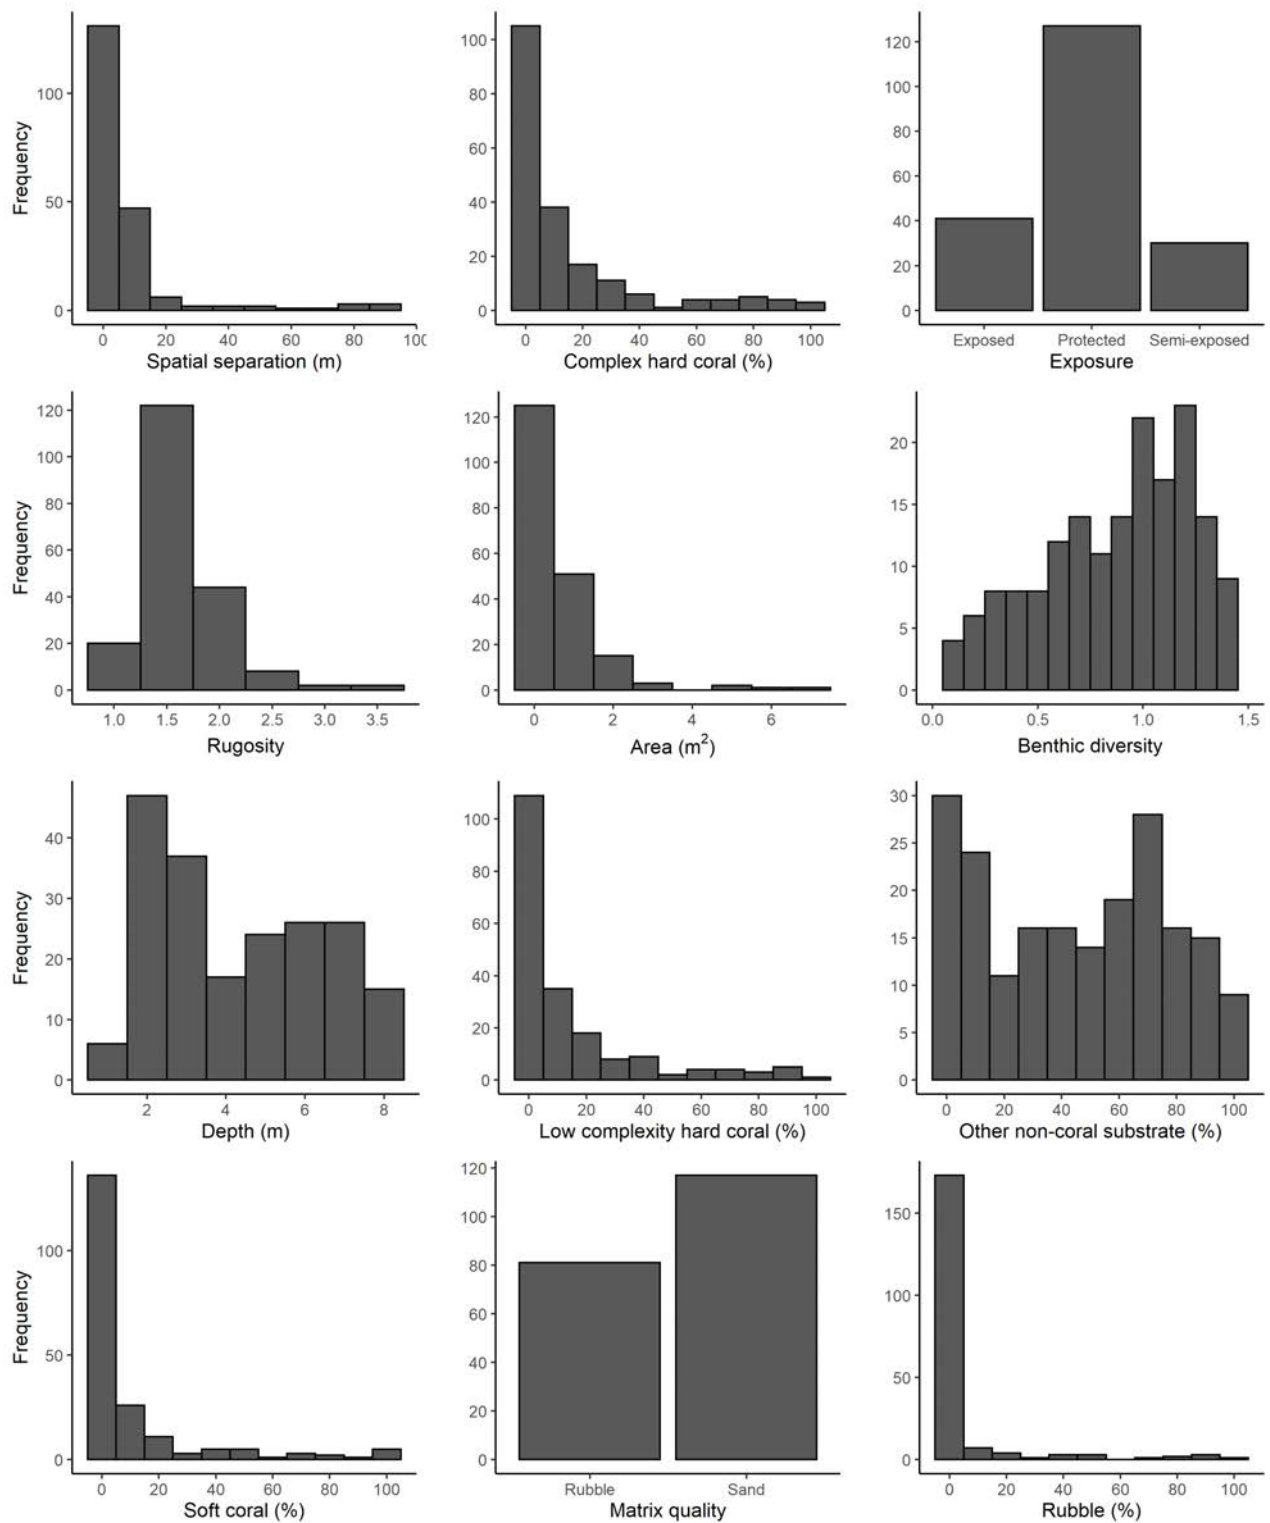 Frequency
100
50
0
0 20 40 60 80 100
Spatial separation (m)
100
80
60
40
20
0
0 20 40 60 80 100
Complex hard coral (%)
120
100
80
60
40
20
0
Exposed Protected Semi-exposed
Exposure
Frequency
120
100
80
60
40
20
0
1.0 1.5 2.0 2.5 3.0 3.5
Rugosity
120
100
80
60
40
20
0
0 2 4 6
Area (m²)
20
15
10
5
0
0.0 0.5 1.0 1.5
Benthic diversity
Frequency
40
30
20
10
0
2 4 6 8
Depth (m)
100
80
60
40
20
0
0 20 40 60 80 100
Low complexity hard coral (%)
30
25
20
15
10
5
0
0 20 40 60 80 100
Other non-coral substrate (%)
Frequency
100
50
0
0 20 40 60 80 100
Soft coral (%)
120
100
80
60
40
20
0
Rubble Sand
Matrix quality
150
100
50
0
0 20 40 60 80 100
Rubble (%)